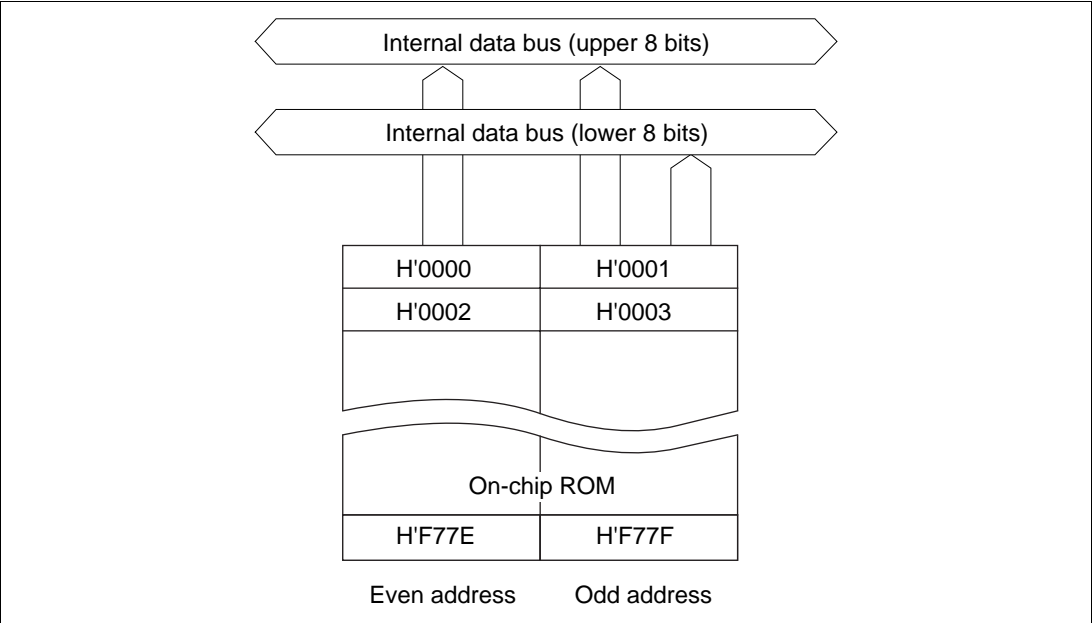 Internal data bus (upper 8 bits)
Internal data bus (lower 8 bits)
H'0000 H'0001
H'0002 H'0003
On-chip ROM
H'F77E H'F77F
Even address Odd address